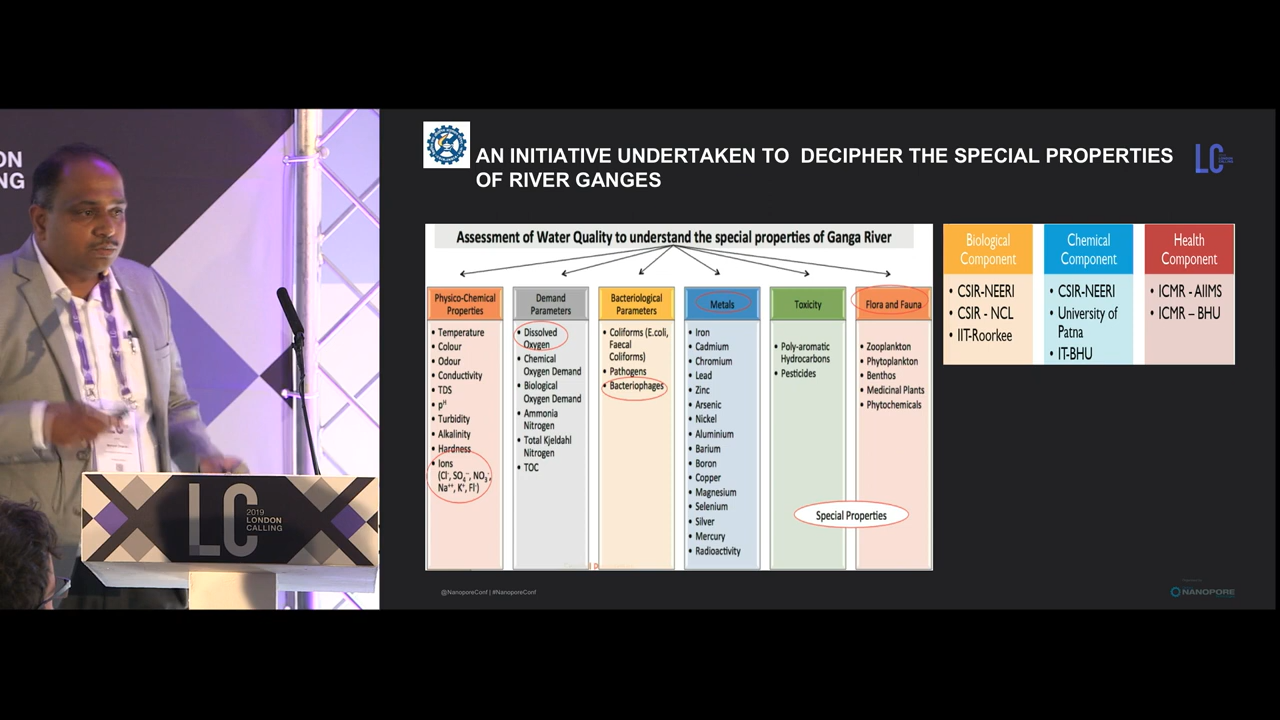 ON
NG
LC
2019
LONDON
CALLING
AN INITIATIVE UNDERTAKEN TO DECIPHER THE SPECIAL PROPERTIES
OF RIVER GANGES
LC
Assessment of Water Quality to understand the special properties of Ganga River
Physico-Chemical
Properties
• Temperature
• Colour
• Odour
• Conductivity
• TDS
• pH
• Turbidity
• Alkalinity
• Hardness
• Ions
(Cl⁻, SO₄⁻⁻, NO₃⁻,
Na⁺⁺, K⁺, Fl⁻)
Demand
Parameters
• Dissolved
Oxygen
• Chemical
Oxygen Demand
• Biological
Oxygen Demand
• Ammonia
Nitrogen
• Total Kjeldahl
Nitrogen
• TOC
Bacteriological
Parameters
• Coliforms (E.coli,
Faecal
Coliforms)
• Pathogens
• Bacteriophages
Metals
• Iron
• Cadmium
• Chromium
• Lead
• Zinc
• Arsenic
• Nickel
• Aluminium
• Barium
• Boron
• Copper
• Magnesium
• Selenium
• Silver
• Mercury
• Radioactivity
Toxicity
• Poly-aromatic
Hydrocarbons
• Pesticides
Flora and Fauna
• Zooplankton
• Phytoplankton
• Benthos
• Medicinal Plants
• Phytochemicals
Special Properties
Biological
Component
• CSIR-NEERI
• CSIR - NCL
• IIT-Roorkee
Chemical
Component
• CSIR-NEERI
• University of
Patna
• IT-BHU
Health
Component
• ICMR - AIIMS
• ICMR – BHU
@NanoporeConf | #NanoporeConf
NANOPORE